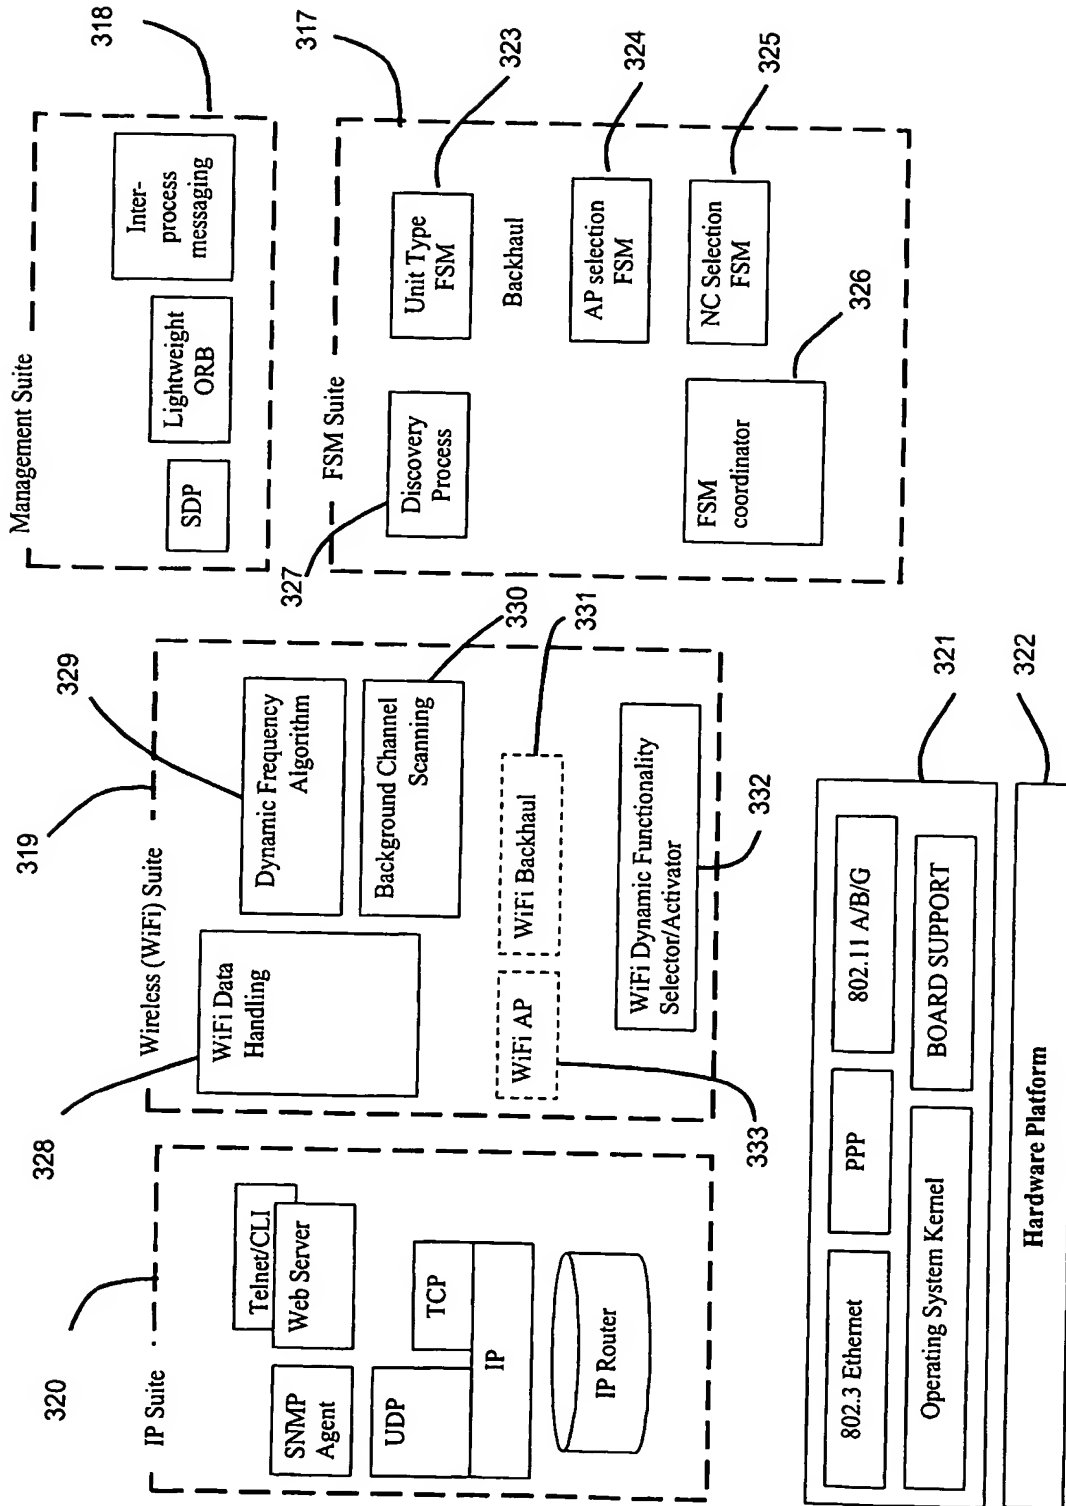 320
IP Suite
Telnet/CLI
Web Server
SNMP
Agent
UDP
TCP
IP
IP Router
328
319
329
Wireless (WiFi) Suite
WiFi Data
Handling
Dynamic Frequency
Algorithm
Background Channel
Scanning
330
WiFi AP
WiFi Backhaul
331
WiFi Dynamic Functionality
Selector/Activator
333
332
Management Suite
318
SDP
Lightweight
ORB
Inter-
process
messaging
327
FSM Suite
317
Discovery
Process
Unit Type
FSM
323
Backhaul
AP selection
FSM
324
NC Selection
FSM
325
FSM
coordinator
326
802.3 Ethernet
PPP
802.11 A/B/G
321
Operating System Kernel
BOARD SUPPORT
Hardware Platform
322